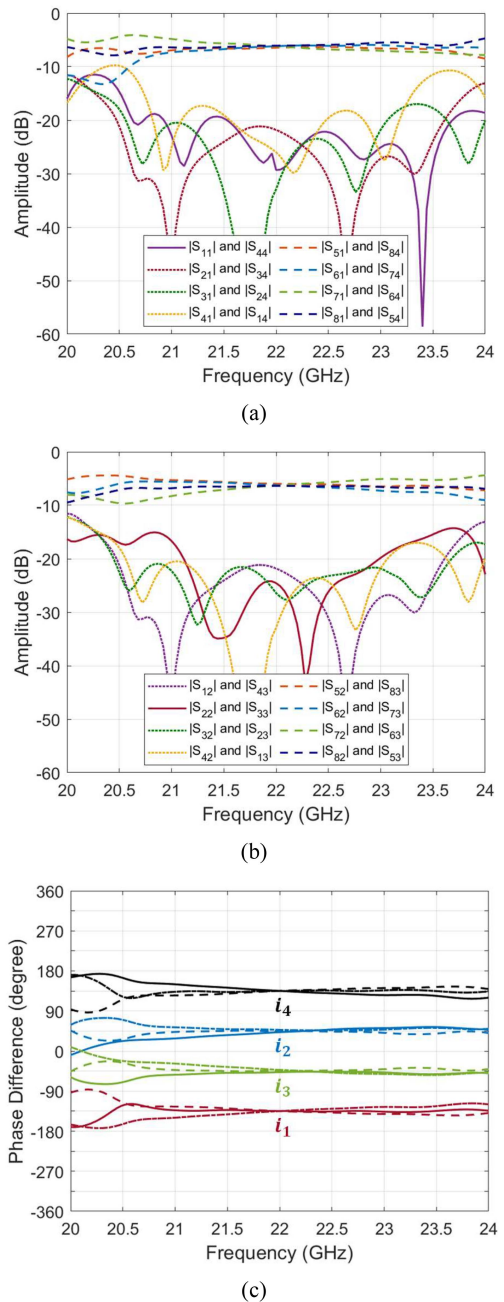 0
-10
-20
-30
-40
-50
-60
Amplitude (dB)
|S11| and |S44|
|S21| and |S34|
|S31| and |S24|
|S41| and |S14|
|S51| and |S84|
|S61| and |S74|
|S71| and |S64|
|S81| and |S54|
20 20.5 21 21.5 22 22.5 23 23.5 24
Frequency (GHz)
(a)
0
-10
-20
-30
-40
-50
-60
Amplitude (dB)
|S12| and |S43|
|S22| and |S33|
|S32| and |S23|
|S42| and |S13|
|S52| and |S83|
|S62| and |S73|
|S72| and |S63|
|S82| and |S53|
20 20.5 21 21.5 22 22.5 23 23.5 24
Frequency (GHz)
(b)
360
270
180
90
0
-90
-180
-270
-360
Phase Difference (degree)
i4
i2
i3
i1
20 20.5 21 21.5 22 22.5 23 23.5 24
Frequency (GHz)
(c)